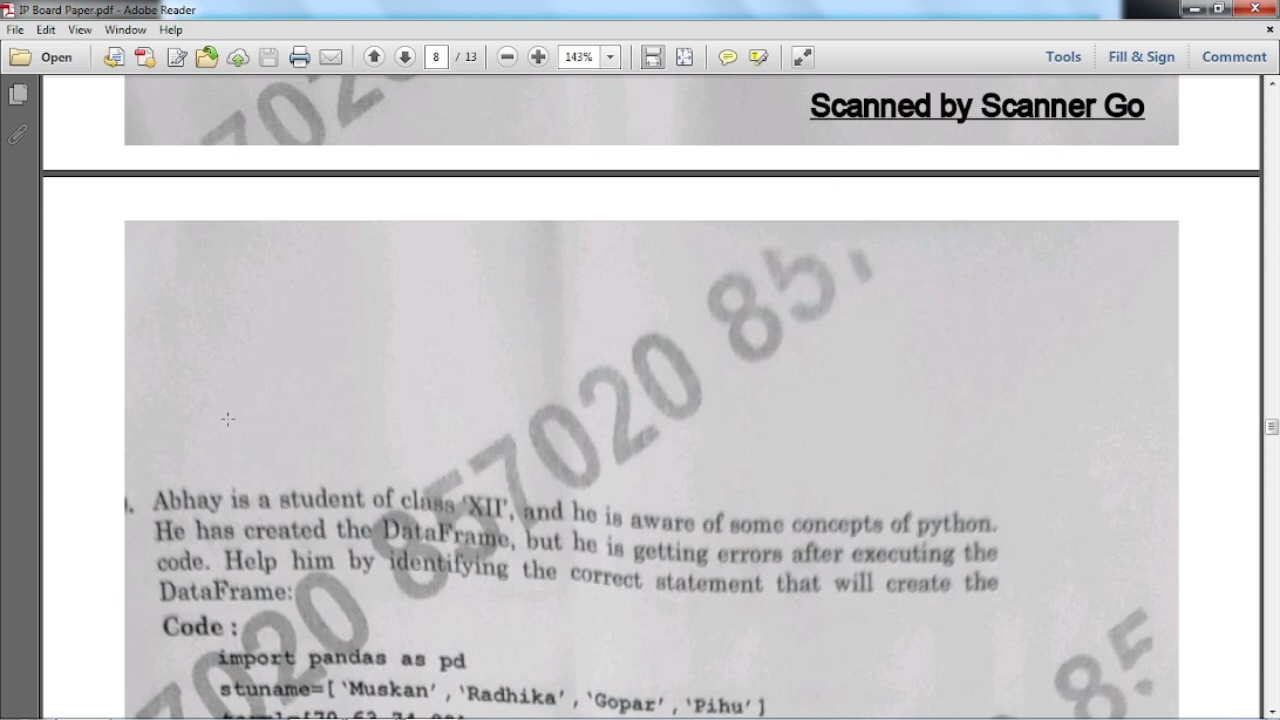 IP Board Paper.pdf - Adobe Reader
File Edit View Window Help
Open 8 / 13 143% Tools Fill & Sign Comment
Scanned by Scanner Go
857020 85
Abhay is a student of class 'XII', and he is aware of some concepts of python.
He has created the DataFrame, but he is getting errors after executing the
code. Help him by identifying the correct statement that will create the
DataFrame:
Code :
import pandas as pd
stuname=['Muskan','Radhika','Gopar','Pihu']